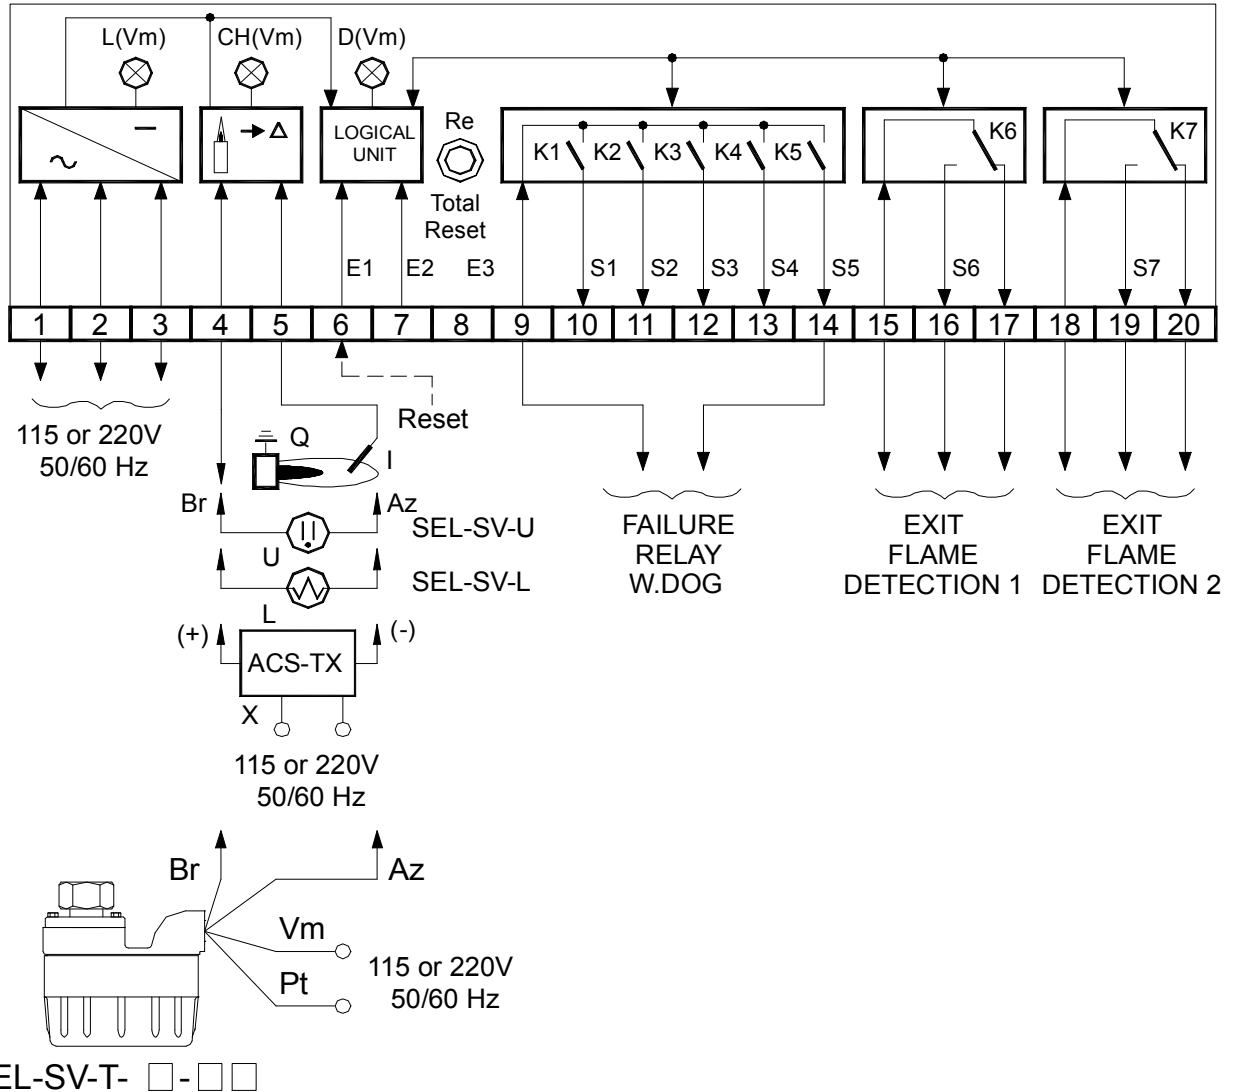 L(Vm) CH(Vm) D(Vm)
LOGICAL
UNIT
Re
Total
Reset
K1 K2 K3 K4 K5 K6 K7
E1 E2 E3 S1 S2 S3 S4 S5 S6 S7
1 2 3 4 5 6 7 8 9 10 11 12 13 14 15 16 17 18 19 20
115 or 220V
50/60 Hz
Reset
Q
I
Br Az
U
SEL-SV-U
L
SEL-SV-L
(+) (-)
ACS-TX
X
115 or 220V
50/60 Hz
FAILURE
RELAY
W.DOG
EXIT
FLAME
DETECTION 1
EXIT
FLAME
DETECTION 2
Br Az
Vm
Pt
115 or 220V
50/60 Hz
EL-SV-T- □-□□